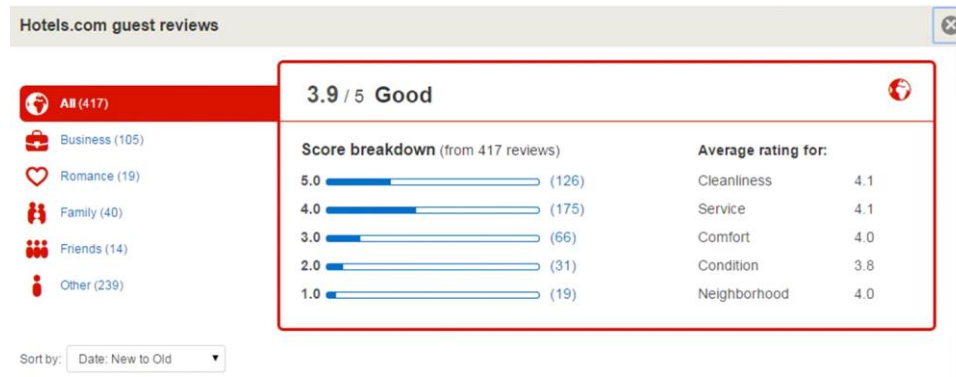 Hotels.com guest reviews
All (417)
Business (105)
Romance (19)
Family (40)
Friends (14)
Other (239)
3.9 / 5 Good
Score breakdown (from 417 reviews)
5.0 (126)
4.0 (175)
3.0 (66)
2.0 (31)
1.0 (19)
Average rating for:
Cleanliness 4.1
Service 4.1
Comfort 4.0
Condition 3.8
Neighborhood 4.0
Sort by: Date: New to Old